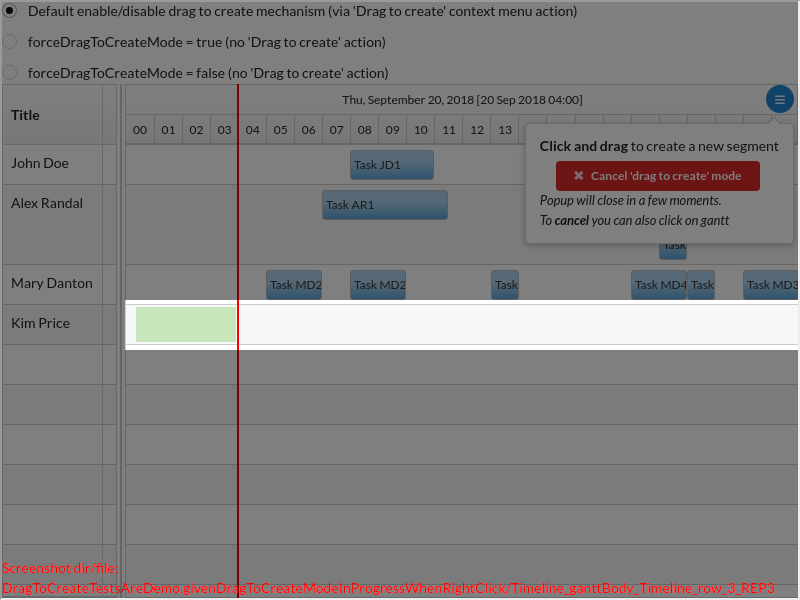 Default enable/disable drag to create mechanism (via 'Drag to create' context menu action)
forceDragToCreateMode = true (no 'Drag to create' action)
forceDragToCreateMode = false (no 'Drag to create' action)
Title
Thu, September 20, 2018 [20 Sep 2018 04:00]
00 01 02 03 04 05 06 07 08 09 10 11 12 13
Click and drag to create a new segment
✖ Cancel 'drag to create' mode
Popup will close in a few moments.
To cancel you can also click on gantt
John Doe
Task JD1
Alex Randal
Task AR1
Task
Mary Danton
Task MD2 Task MD2 Task Task MD4 Task Task MD3
Kim Price
Screenshot dir/file:
DragToCreateTestsAreDemo.givenDragToCreateModeInProgressWhenRightClick/Timeline_ganttBody_Timeline_row_3_REP3